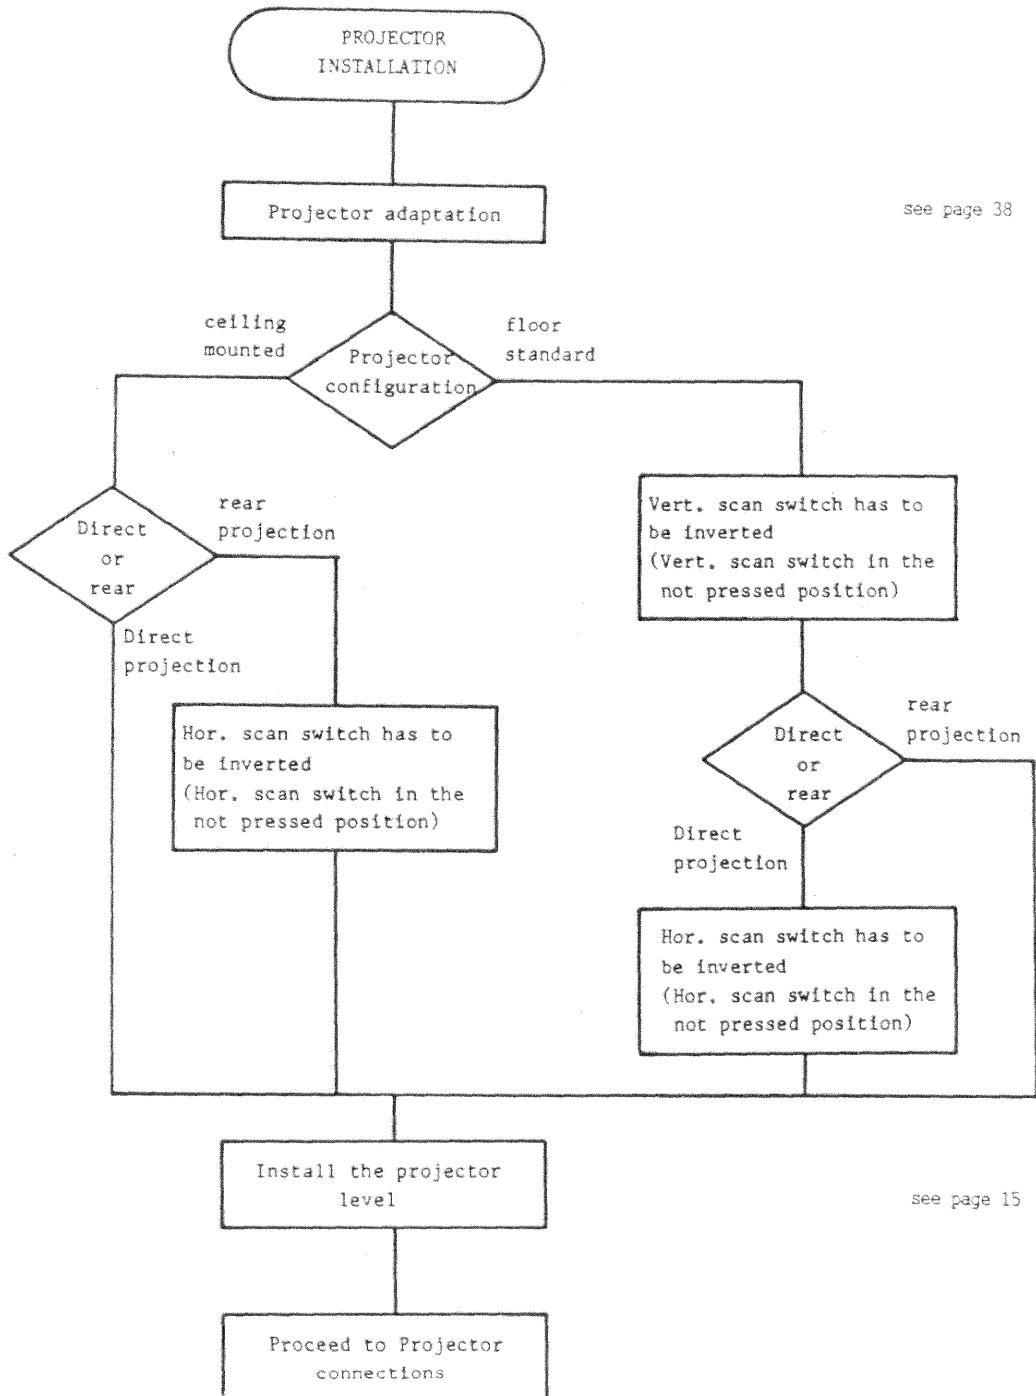 PROJECTOR
INSTALLATION
Projector adaptation
see page 38
ceiling
mounted
Projector
configuration
floor
standard
Direct
or
rear
rear
projection
Direct
projection
Hor. scan switch has to
be inverted
(Hor. scan switch in the
not pressed position)
Vert. scan switch has to
be inverted
(Vert. scan switch in the
not pressed position)
Direct
or
rear
rear
projection
Direct
projection
Hor. scan switch has to
be inverted
(Hor. scan switch in the
not pressed position)
Install the projector
level
see page 15
Proceed to Projector
connections